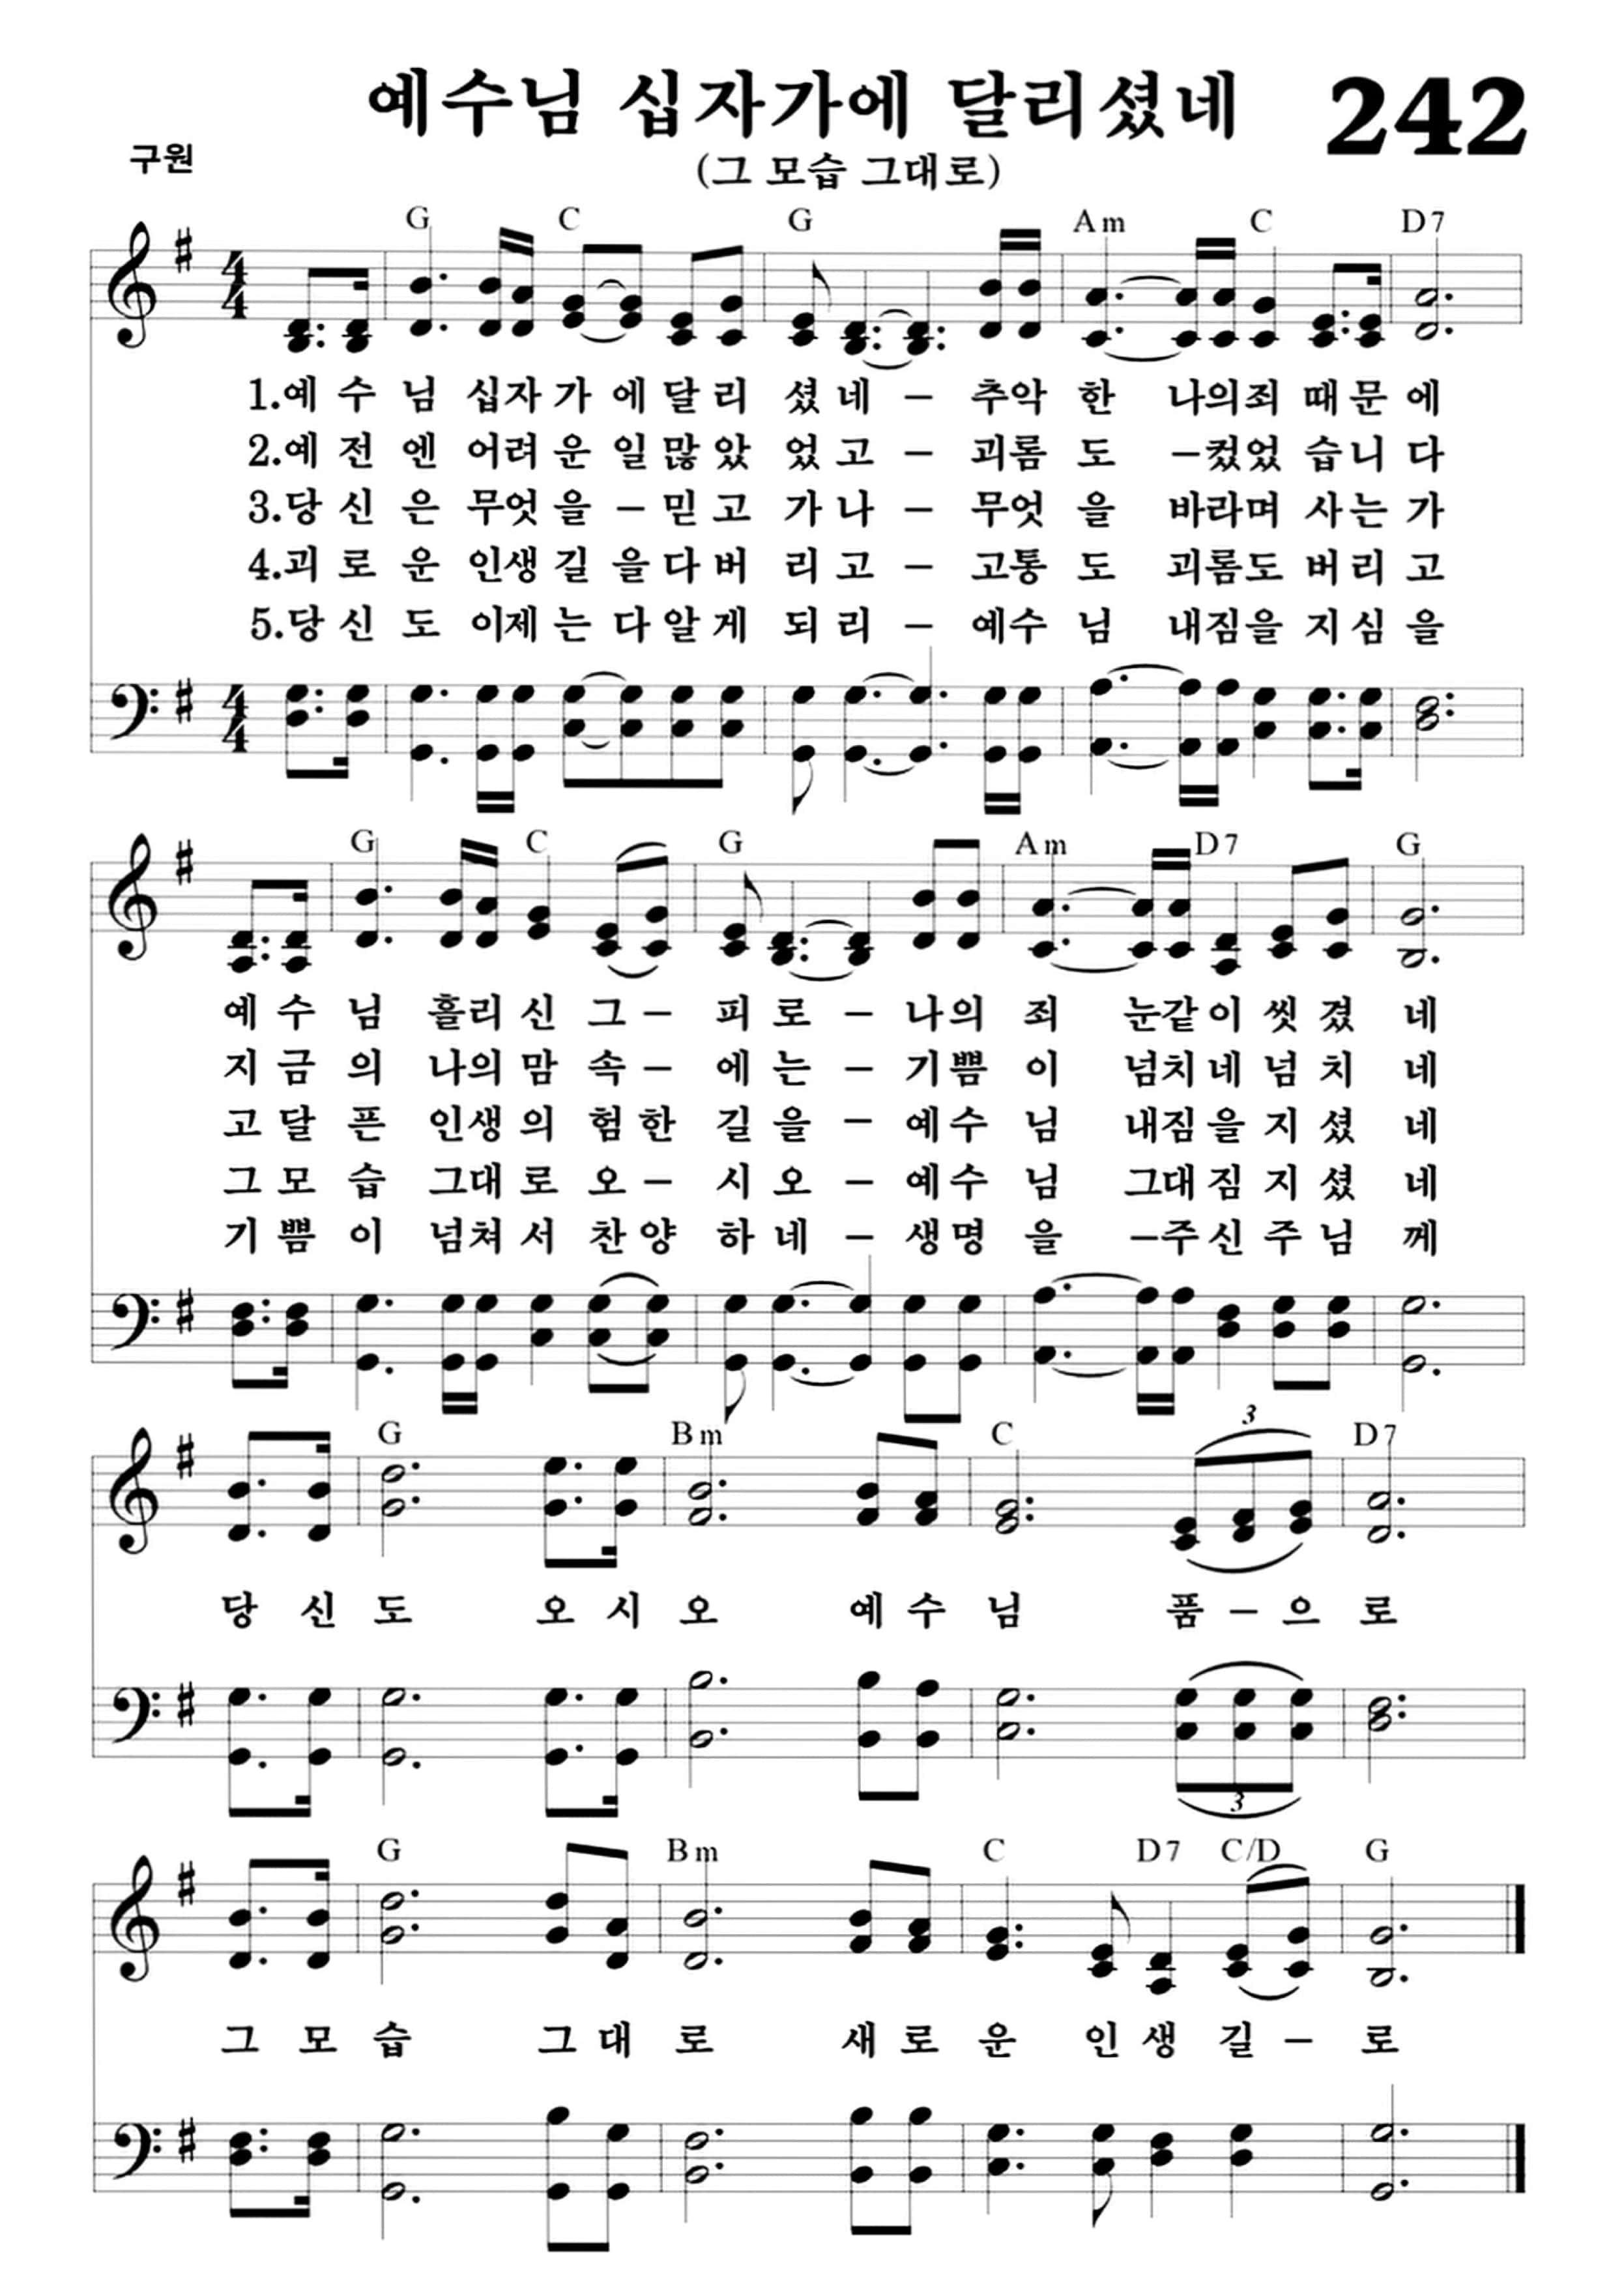 예수님 십자가에 달리셨네 242
구원
(그 모습 그대로)
G C G Am C D7
4 4
1.예 수 님 십자 가 에 달 리 셨 네 – 추악 한 나의죄 때 문 에
2.예 전 엔 어려 운 일 많 았 었 고 – 괴롬 도 –컸었 습 니 다
3.당 신 은 무엇 을 – 믿 고 가 나 – 무엇 을 바라며 사 는 가
4.괴 로 운 인생 길 을 다 버 리 고 – 고통 도 괴롬도 버 리 고
5.당 신 도 이제 는 다 알 게 되 리 – 예수 님 내짐을 지 심 을
4 4
G C G Am D7 G
예 수 님 흘리 신 그 – 피 로 – 나 의 죄 눈같 이 씻 겼 네
지 금 의 나의 맘 속 – 에 는 – 기 쁨 이 넘치 네 넘 치 네
고 달 픈 인생 의 험 한 길 을 – 예 수 님 내짐 을 지 셨 네
그 모 습 그대 로 오 – 시 오 – 예 수 님 그대 짐 지 셨 네
기 쁨 이 넘쳐 서 찬 양 하 네 – 생 명 을 –주 신 주 님 께
3
G Bm C D7
당 신 도 오 시 오 예 수 님 품 – 으 로
3
G Bm C D7 C/D G
그 모 습 그 대 로 새 로 운 인 생 길 – 로